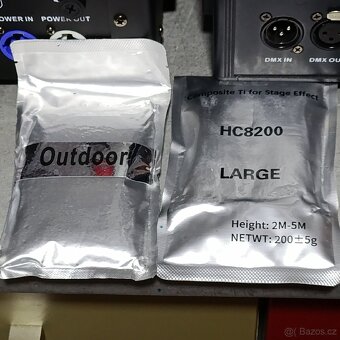 POWER IN
POWER OUT
DMX IN
DMX OUT
Outdoor
Composite Ti for Stage Effect
HC8200
LARGE
Height: 2M-5M
NETWT: 200±5g
Bazos.cz